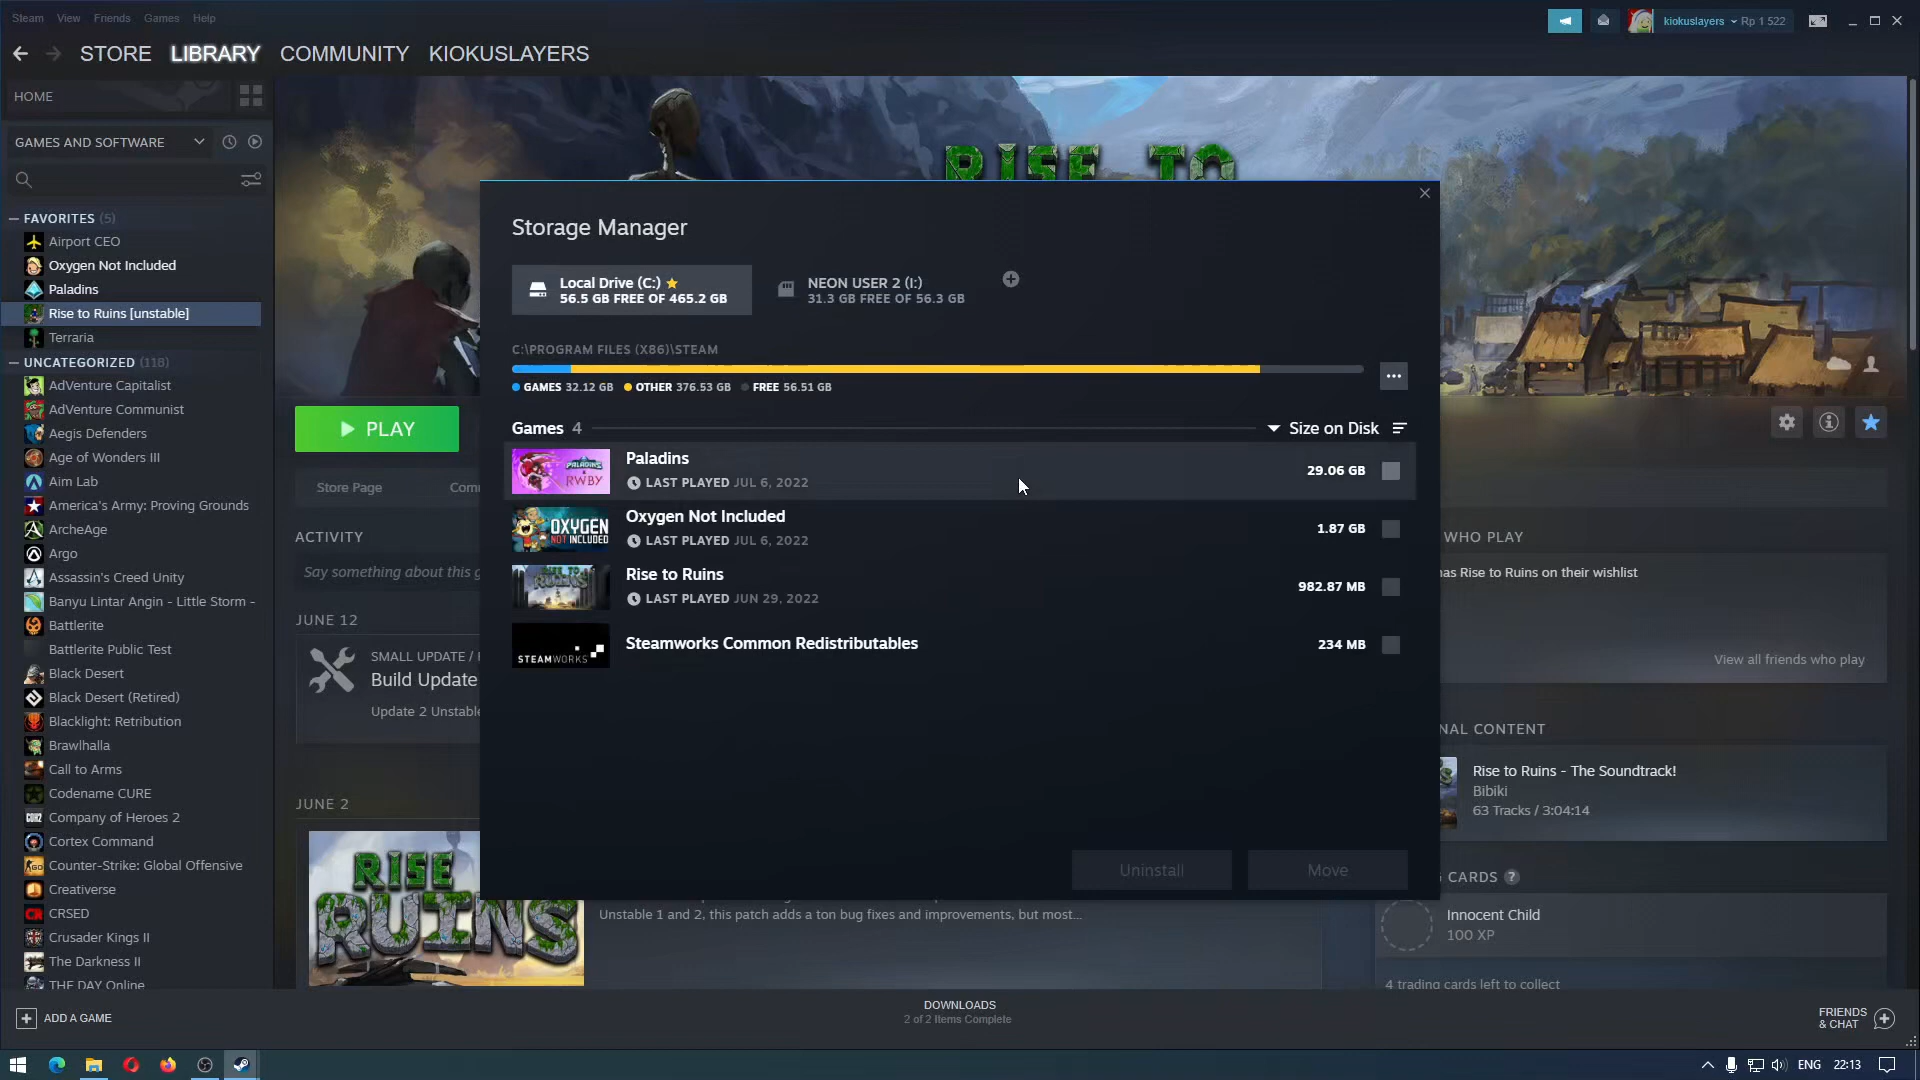 Steam View Friends Games Help
kiokuslayers Rp 1 522
STORE LIBRARY COMMUNITY KIOKUSLAYERS
HOME
GAMES AND SOFTWARE
FAVORITES (5)
Airport CEO
Oxygen Not Included
Paladins
Rise to Ruins [unstable]
Terraria
UNCATEGORIZED (118)
AdVenture Capitalist
AdVenture Communist
Aegis Defenders
Age of Wonders III
Aim Lab
America's Army: Proving Grounds
ArcheAge
Argo
Assassin's Creed Unity
Banyu Lintar Angin - Little Storm -
Battlerite
Battlerite Public Test
Black Desert
Black Desert (Retired)
Blacklight: Retribution
Brawlhalla
Call to Arms
Codename CURE
Company of Heroes 2
Cortex Command
Counter-Strike: Global Offensive
Creativerse
CRSED
Crusader Kings II
The Darkness II
THE DAY Online
ADD A GAME
RISE TO
PLAY
Store Page
Com
ACTIVITY
Say something about this g
JUNE 12
SMALL UPDATE /
Build Update
Update 2 Unstabl
JUNE 2
RISE
RUINS
Storage Manager
Local Drive (C:)
56.5 GB FREE OF 465.2 GB
NEON USER 2 (I:)
31.3 GB FREE OF 56.3 GB
C:\PROGRAM FILES (X86)\STEAM
GAMES 32.12 GB OTHER 376.53 GB FREE 56.51 GB
Games 4
Size on Disk
PALADINS
X
RWBY
Paladins
LAST PLAYED JUL 6, 2022
29.06 GB
OXYGEN
NOT INCLUDED
Oxygen Not Included
LAST PLAYED JUL 6, 2022
1.87 GB
RISE TO
RUINS
Rise to Ruins
LAST PLAYED JUN 29, 2022
982.87 MB
STEAMWORKS
Steamworks Common Redistributables
234 MB
Uninstall
Move
Unstable 1 and 2, this patch adds a ton bug fixes and improvements, but most...
WHO PLAY
has Rise to Ruins on their wishlist
View all friends who play
NAL CONTENT
Rise to Ruins - The Soundtrack!
Bibiki
63 Tracks / 3:04:14
CARDS ?
Innocent Child
100 XP
4 trading cards left to collect
DOWNLOADS
2 of 2 Items Complete
FRIENDS
& CHAT
ENG 22:13